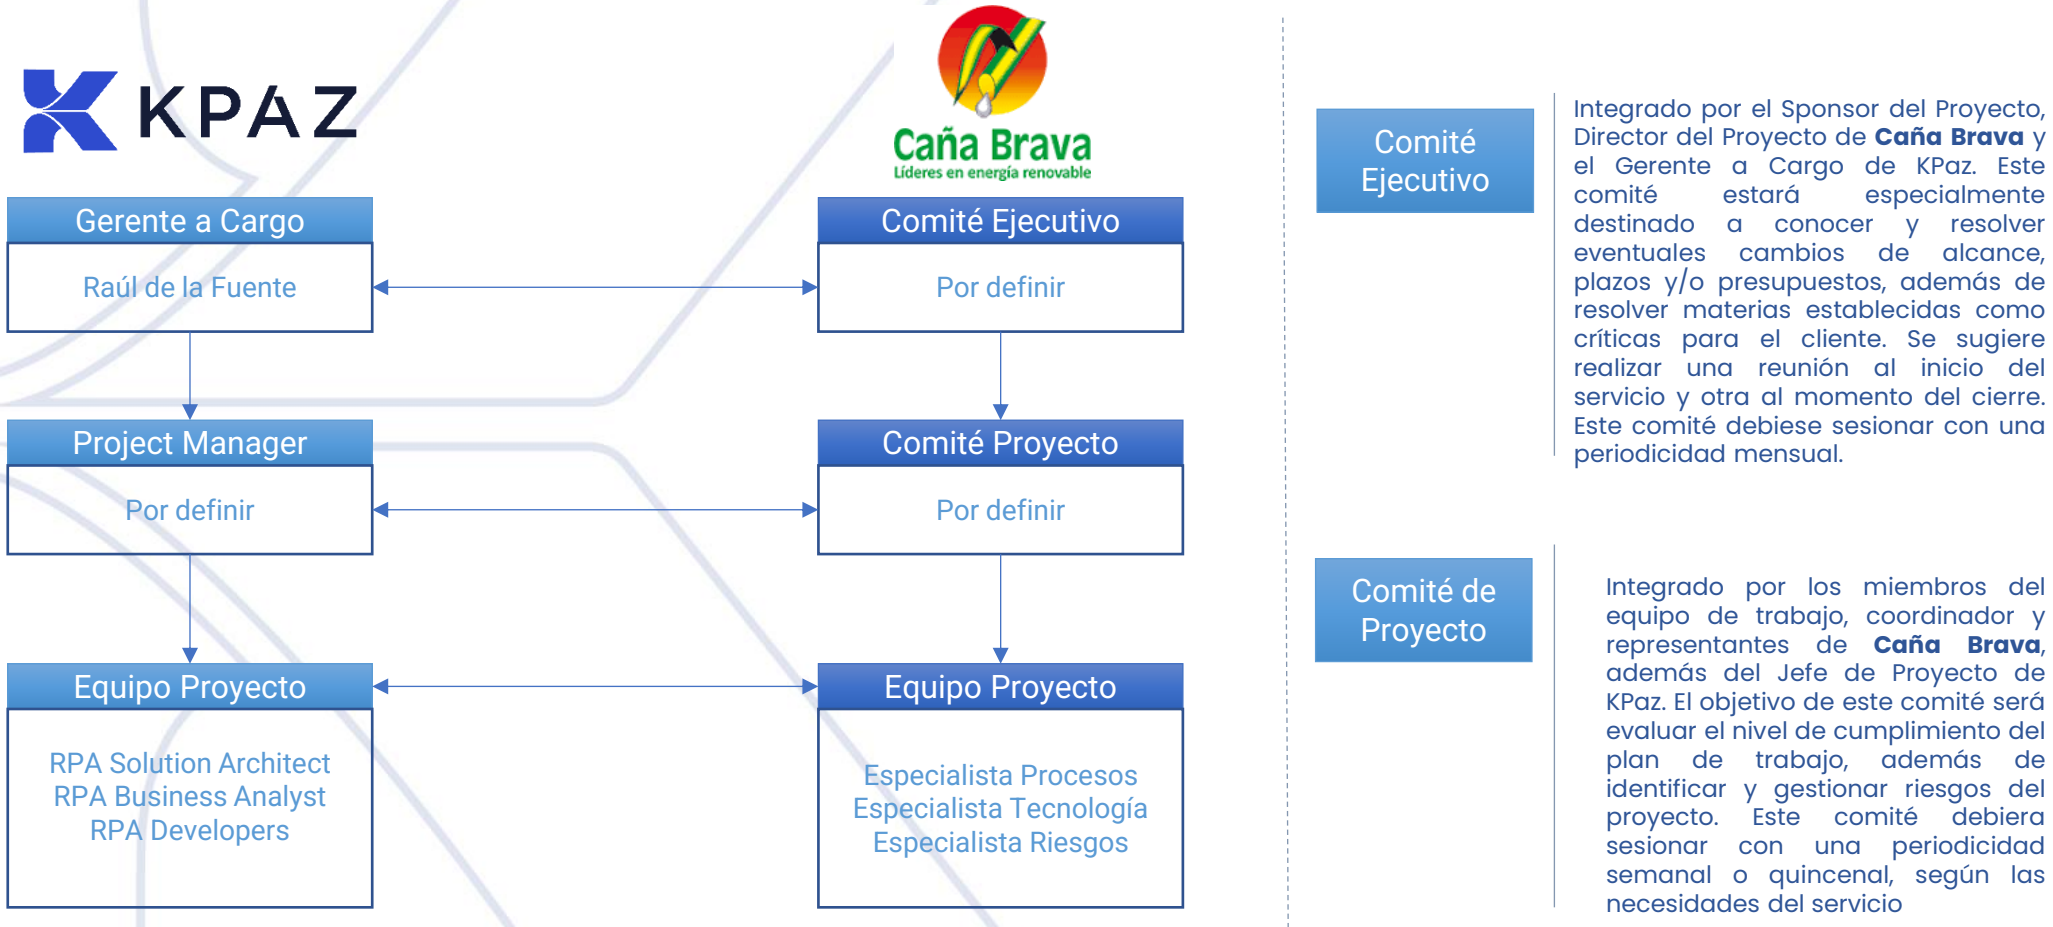 KPAZ
Caña Brava
Líderes en energía renovable
Gerente a Cargo
Raúl de la Fuente
Comité Ejecutivo
Por definir
Project Manager
Por definir
Comité Proyecto
Por definir
Equipo Proyecto
RPA Solution Architect
RPA Business Analyst
RPA Developers
Equipo Proyecto
Especialista Procesos
Especialista Tecnología
Especialista Riesgos
Comité
Ejecutivo
Integrado por el Sponsor del Proyecto,
Director del Proyecto de Caña Brava y
el Gerente a Cargo de KPaz. Este
comité estará especialmente
destinado a conocer y resolver
eventuales cambios de alcance,
plazos y/o presupuestos, además de
resolver materias establecidas como
críticas para el cliente. Se sugiere
realizar una reunión al inicio del
servicio y otra al momento del cierre.
Este comité debiese sesionar con una
periodicidad mensual.
Comité de
Proyecto
Integrado por los miembros del
equipo de trabajo, coordinador y
representantes de Caña Brava,
además del Jefe de Proyecto de
KPaz. El objetivo de este comité será
evaluar el nivel de cumplimiento del
plan de trabajo, además de
identificar y gestionar riesgos del
proyecto. Este comité debiera
sesionar con una periodicidad
semanal o quincenal, según las
necesidades del servicio